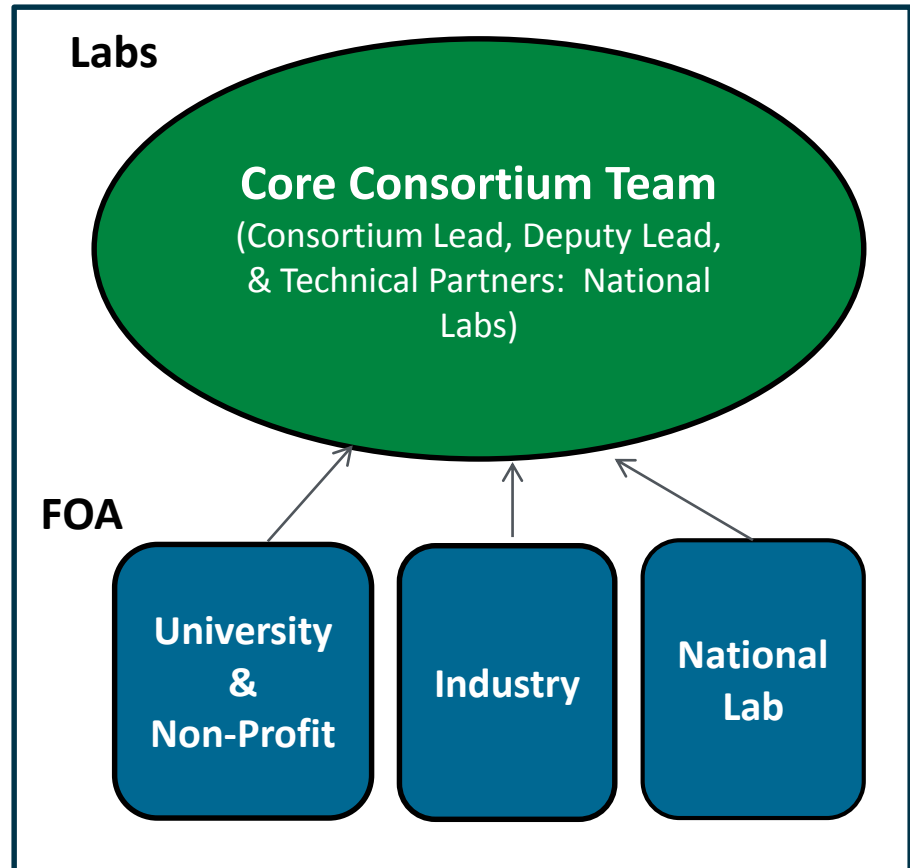 Labs
Core Consortium Team
(Consortium Lead, Deputy Lead,
& Technical Partners:  National
Labs)
FOA
University
&
Non-Profit
Industry
National
Lab